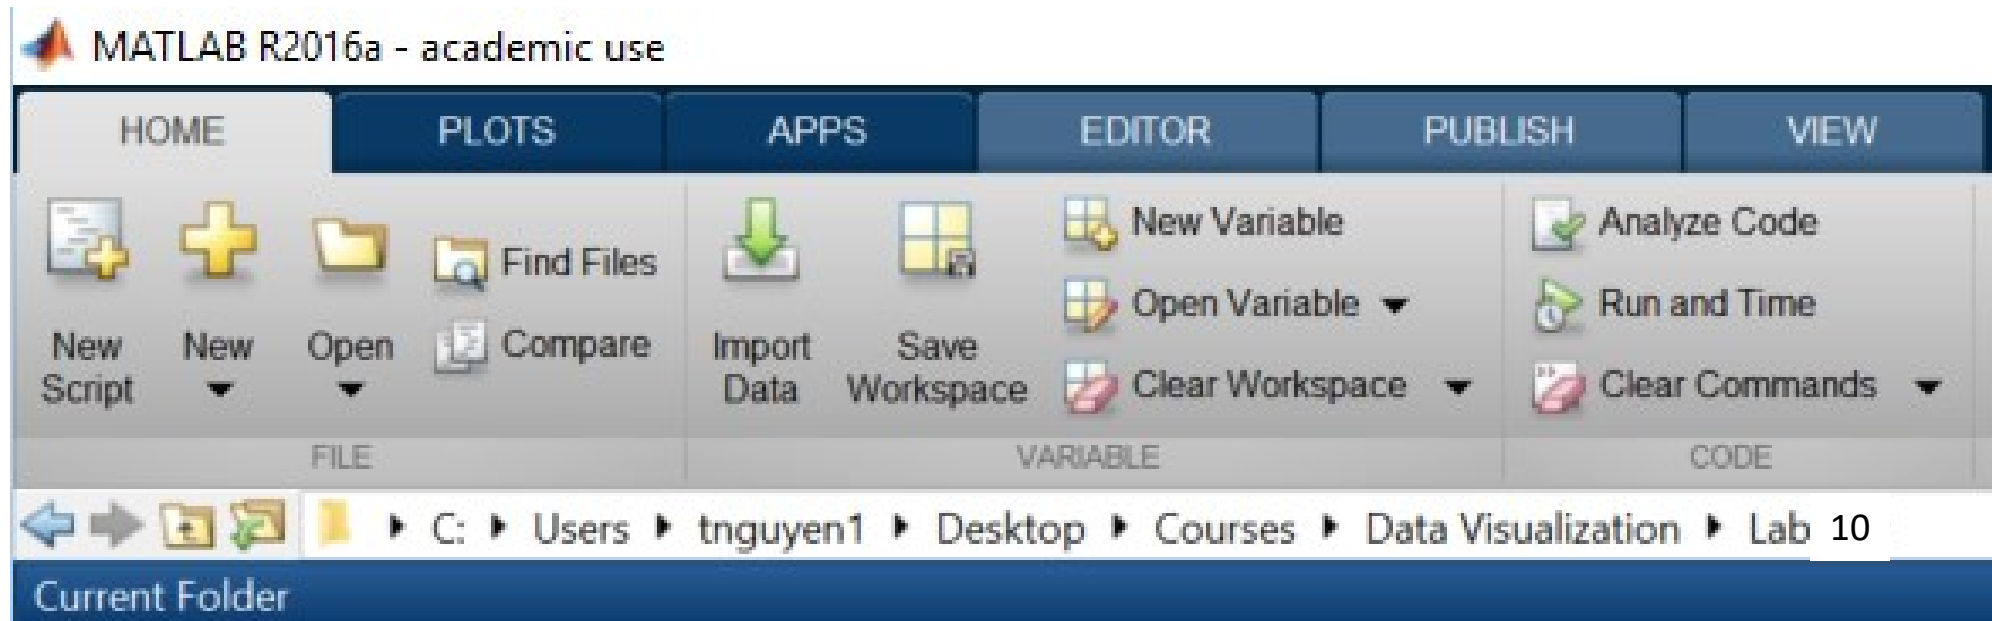 MATLAB R2016a - academic use
HOME PLOTS APPS EDITOR PUBLISH VIEW
New Script
New
Open
Find Files
Compare
FILE
Import Data
Save Workspace
New Variable
Open Variable
Clear Workspace
VARIABLE
Analyze Code
Run and Time
Clear Commands
CODE
C: Users tnguyen1 Desktop Courses Data Visualization Lab 10
Current Folder